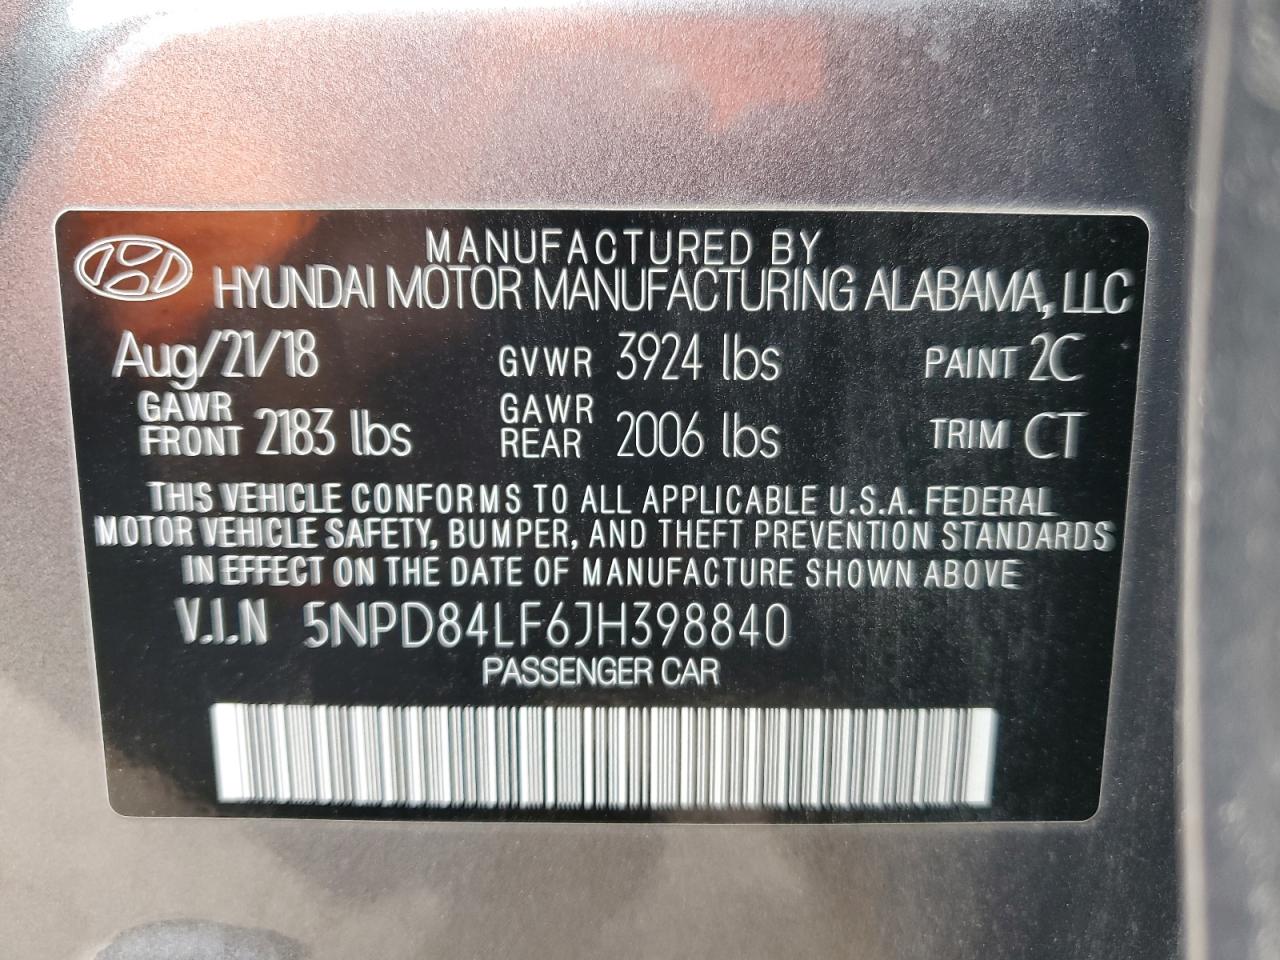 MANUFACTURED BY
HYUNDAI MOTOR MANUFACTURING ALABAMA, LLC
Aug/21/18 GVWR 3924 lbs PAINT 2C
GAWR FRONT 2183 lbs GAWR REAR 2006 lbs TRIM CT
THIS VEHICLE CONFORMS TO ALL APPLICABLE U.S.A. FEDERAL
MOTOR VEHICLE SAFETY, BUMPER, AND THEFT PREVENTION STANDARDS
IN EFFECT ON THE DATE OF MANUFACTURE SHOWN ABOVE
V.I.N 5NPD84LF6JH398840
PASSENGER CAR